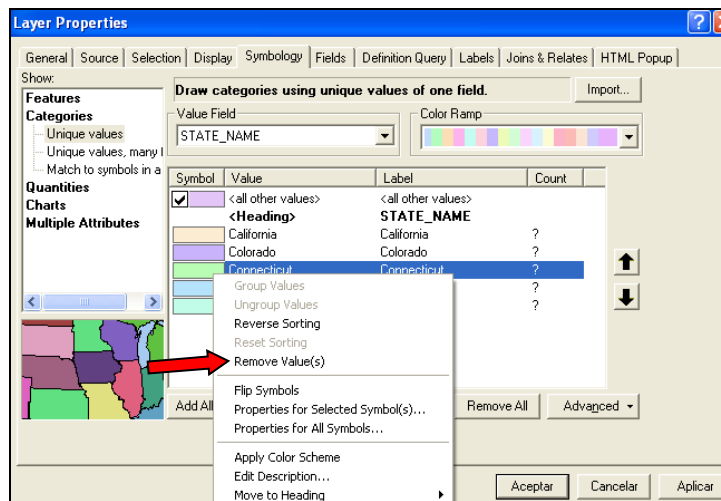 Layer Properties
General Source Selection Display Symbology Fields Definition Query Labels Joins & Relates HTML Popup
Show:
Features
Categories
Unique values
Unique values, many
Match to symbols in a
Quantities
Charts
Multiple Attributes
Draw categories using unique values of one field.
Import...
Value Field
STATE_NAME
Color Ramp
Symbol Value Label Count
<all other values> <all other values>
<Heading> STATE_NAME
California California ?
Colorado Colorado ?
Connecticut Connecticut ?
?
?
Group Values
Ungroup Values
Reverse Sorting
Reset Sorting
Remove Value(s)
Flip Symbols
Properties for Selected Symbol(s)...
Properties for All Symbols...
Apply Color Scheme
Edit Description...
Move to Heading
Add All Remove All Advanced
Aceptar Cancelar Aplicar